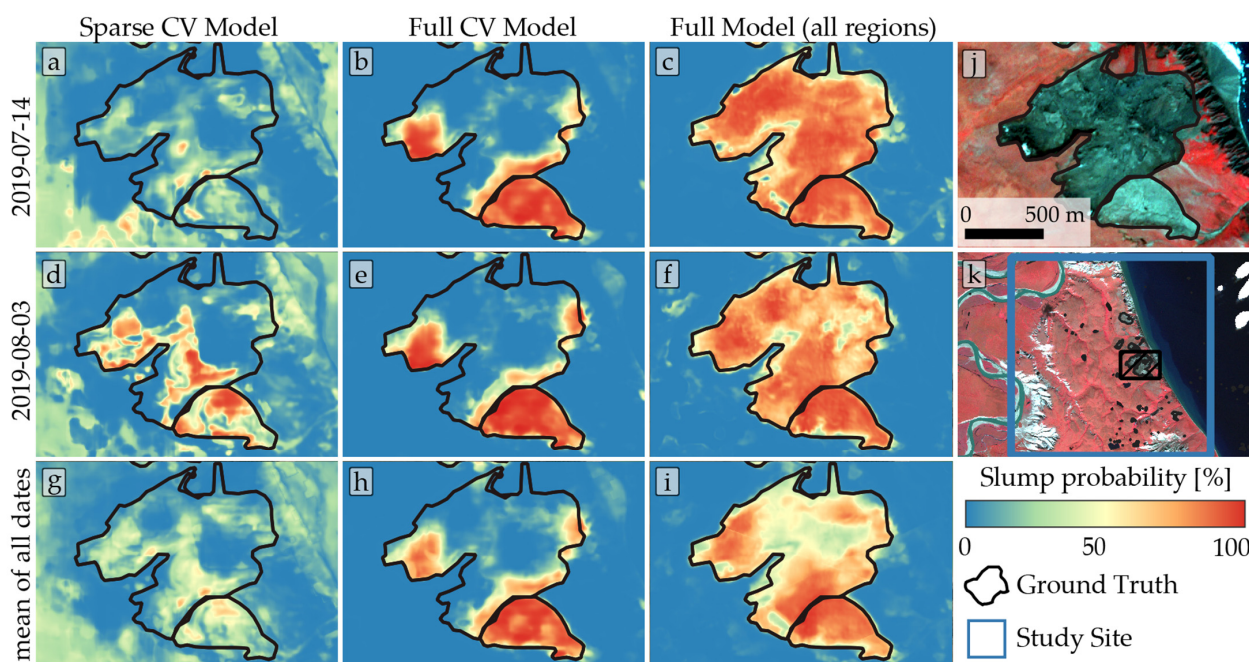 Sparse CV Model
Full CV Model
Full Model (all regions)
2019-07-14
a
b
c
j
0 500 m
2019-08-03
d
e
f
k
mean of all dates
g
h
i
Slump probability [%]
0 50 100
Ground Truth
Study Site